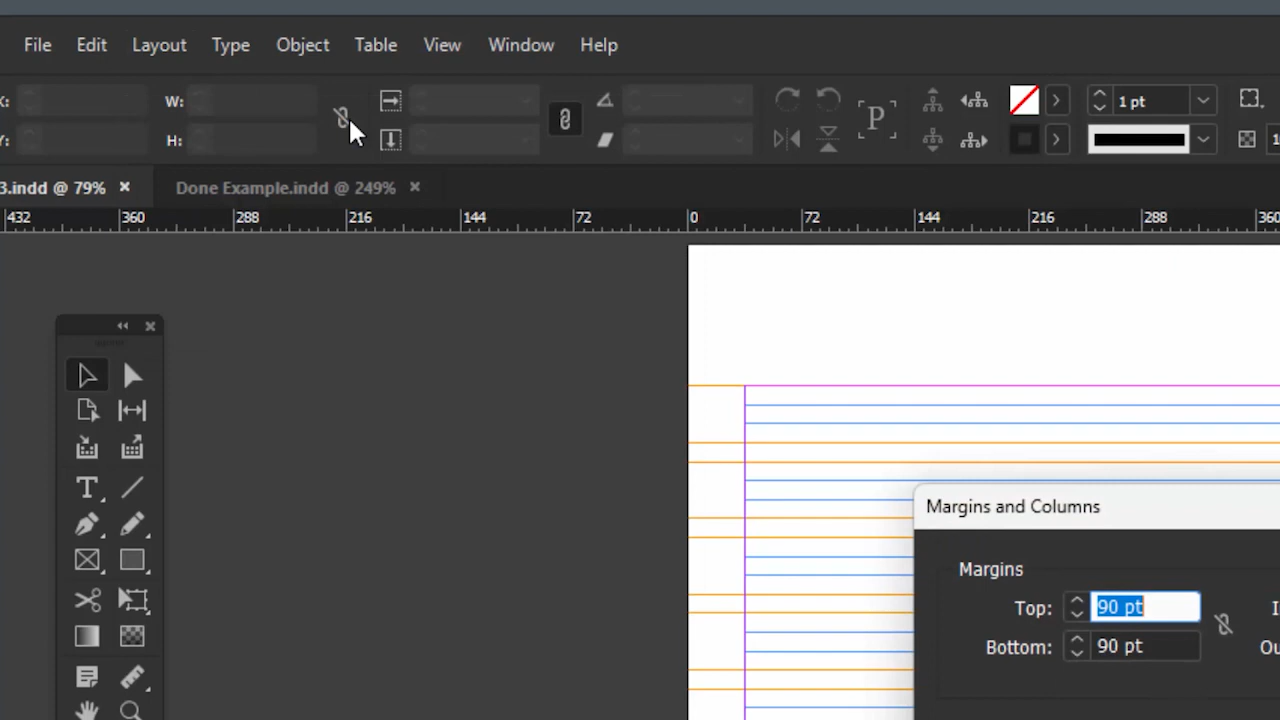 File Edit Layout Type Object Table View Window Help
X: W: 1 pt
Y: H:
3.indd @ 79% × Done Example.indd @ 249% ×
432 360 288 216 144 72 0 72 144 216 288 360
T
P
Margins and Columns
Margins
Top: 90 pt
Bottom: 90 pt